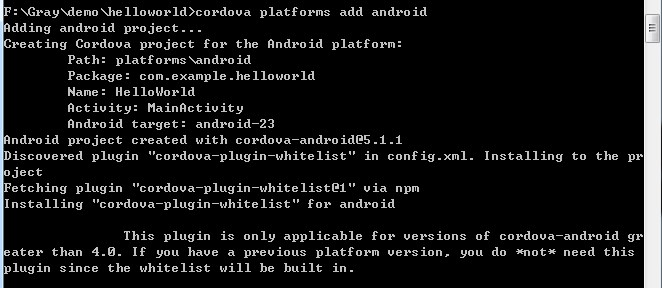 F:\Gray\demo\helloworld>cordova platforms add android
Adding android project...
Creating Cordova project for the Android platform:
        Path: platforms\android
        Package: com.example.helloworld
        Name: HelloWorld
        Activity: MainActivity
        Android target: android-23
Android project created with cordova-android@5.1.1
Discovered plugin "cordova-plugin-whitelist" in config.xml. Installing to the pr
oject
Fetching plugin "cordova-plugin-whitelist@1" via npm
Installing "cordova-plugin-whitelist" for android

               This plugin is only applicable for versions of cordova-android gr
eater than 4.0. If you have a previous platform version, you do *not* need this
plugin since the whitelist will be built in.